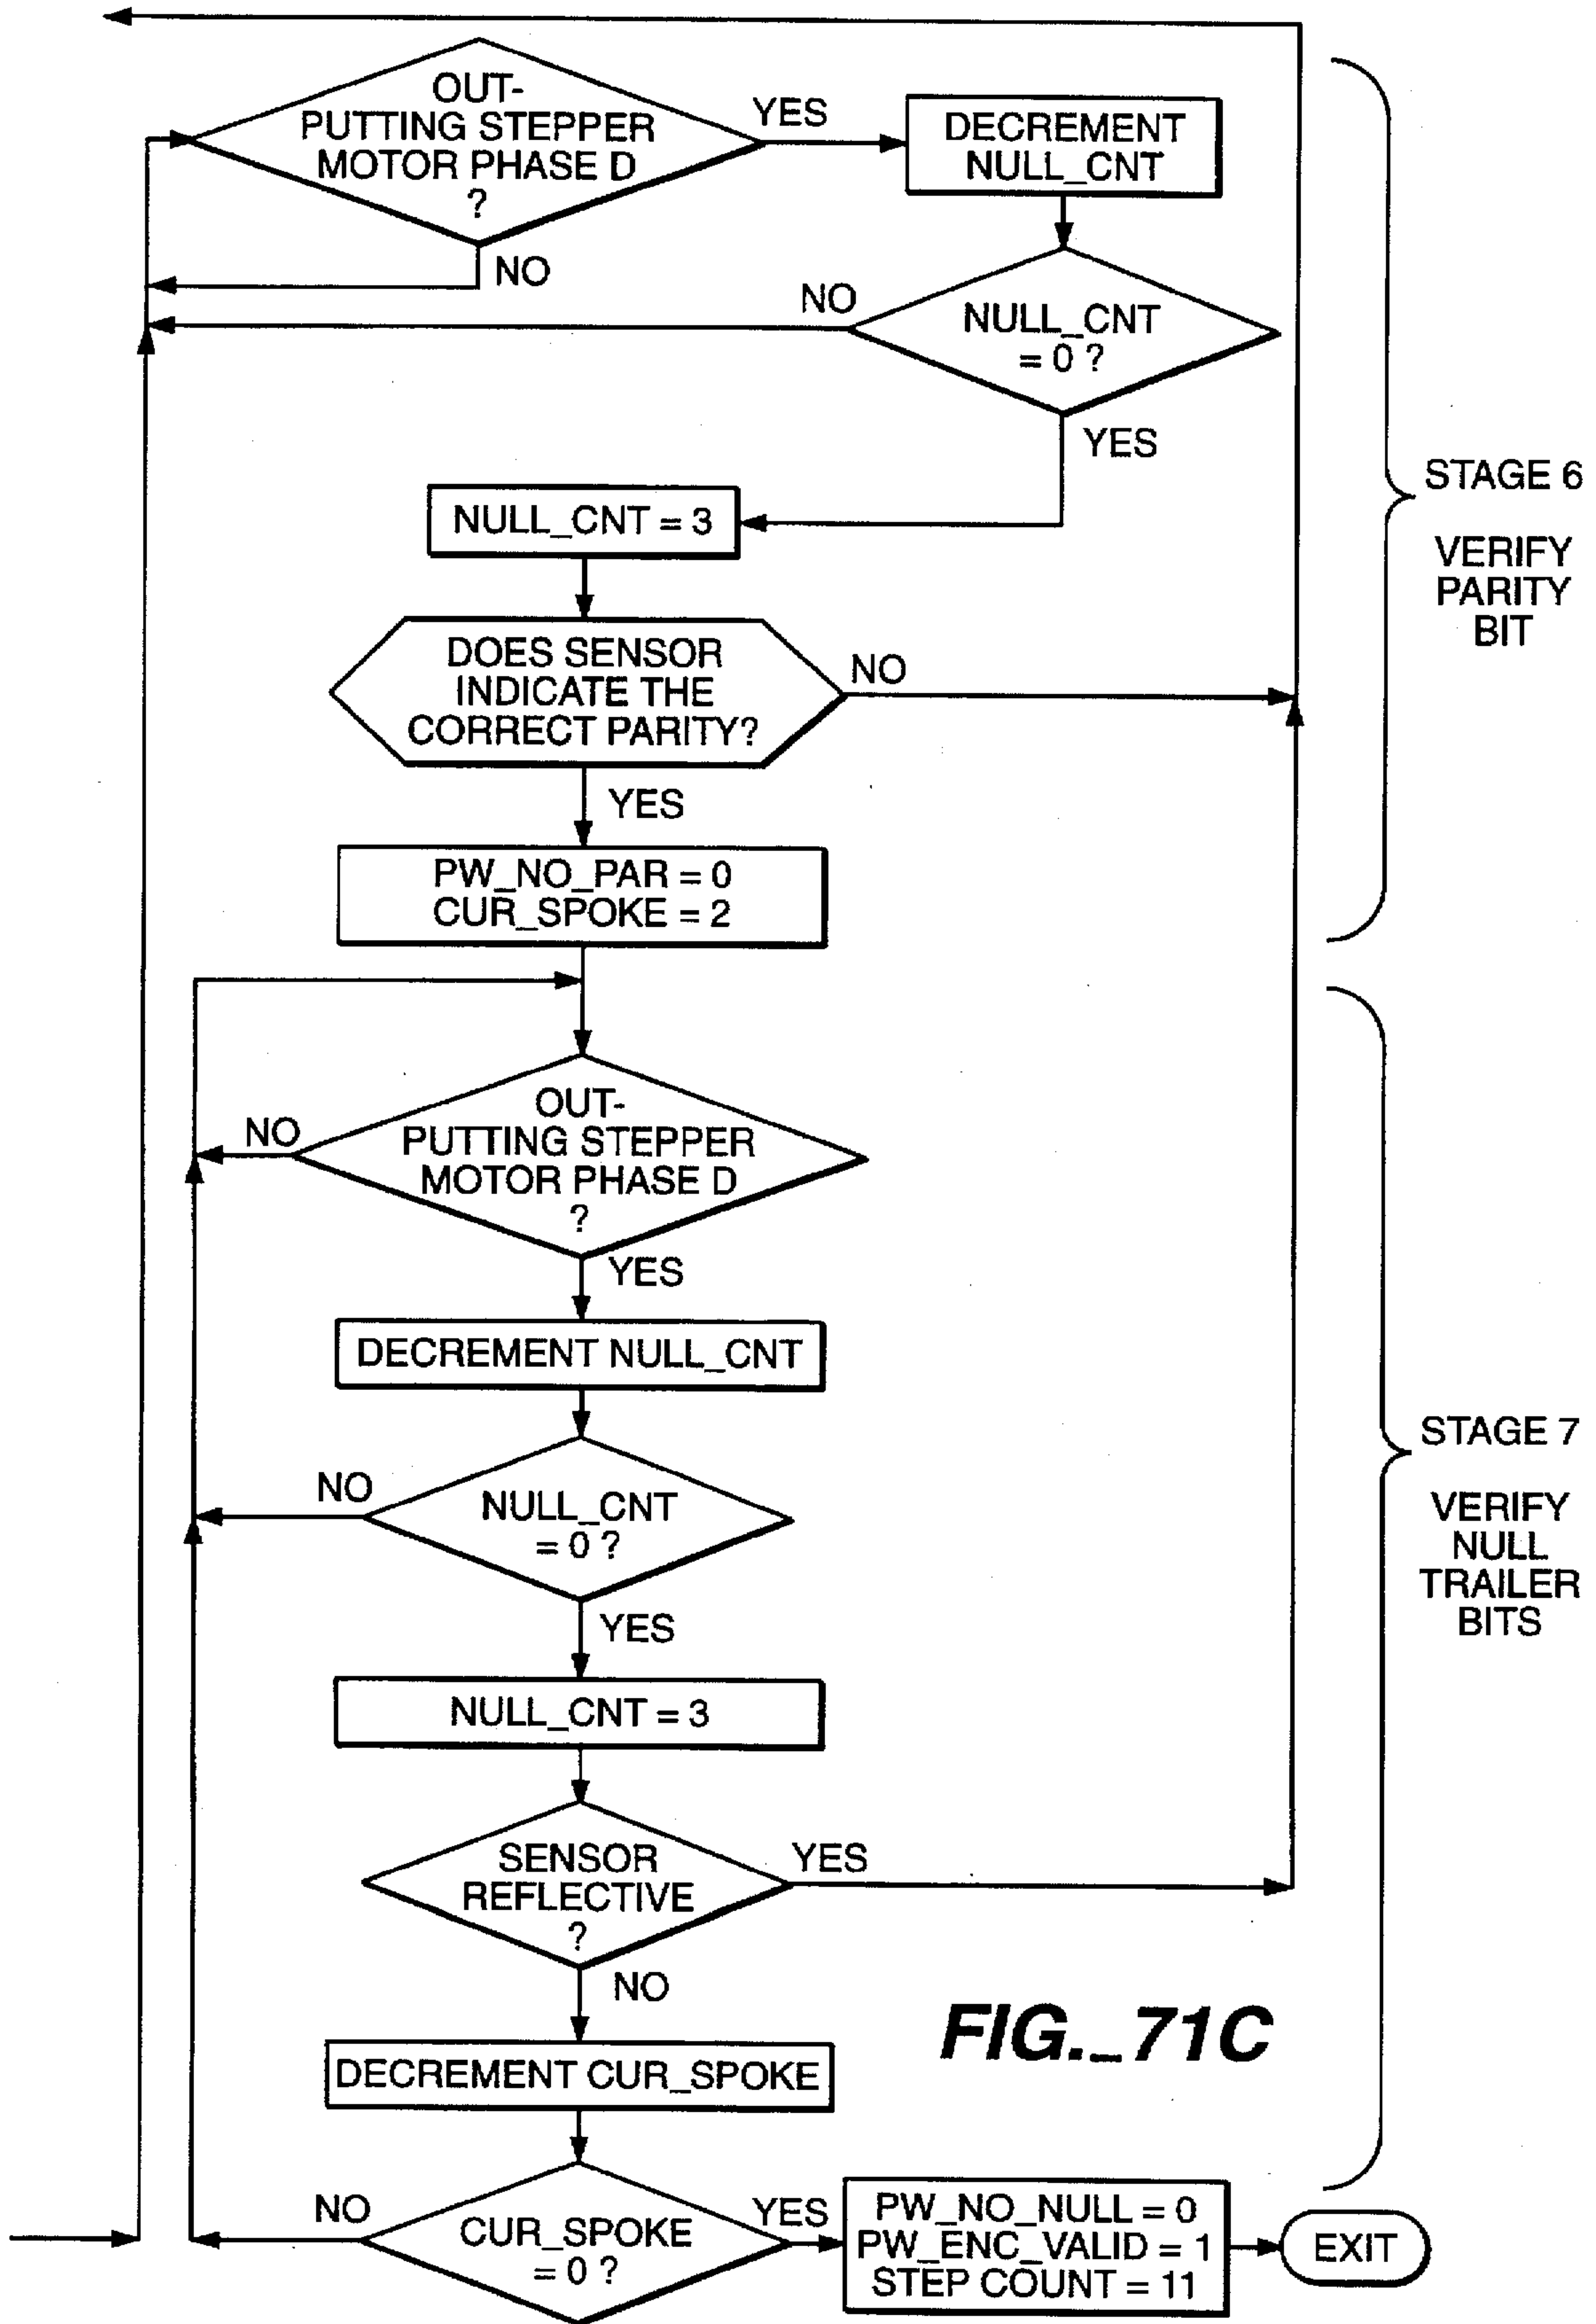 OUT-
PUTTING STEPPER
MOTOR PHASE D
?
YES
NO
DECREMENT
NULL_CNT
NO
NULL_CNT
= 0 ?
YES
NULL_CNT = 3
DOES SENSOR
INDICATE THE
CORRECT PARITY?
NO
YES
PW_NO_PAR = 0
CUR_SPOKE = 2
STAGE 6
VERIFY
PARITY
BIT
OUT-
PUTTING STEPPER
MOTOR PHASE D
?
NO
YES
DECREMENT NULL_CNT
NO
NULL_CNT
= 0 ?
YES
NULL_CNT = 3
SENSOR
REFLECTIVE
?
YES
NO
DECREMENT CUR_SPOKE
NO
CUR_SPOKE
= 0 ?
YES
PW_NO_NULL = 0
PW_ENC_VALID = 1
STEP COUNT = 11
EXIT
STAGE 7
VERIFY
NULL
TRAILER
BITS
FIG._71C